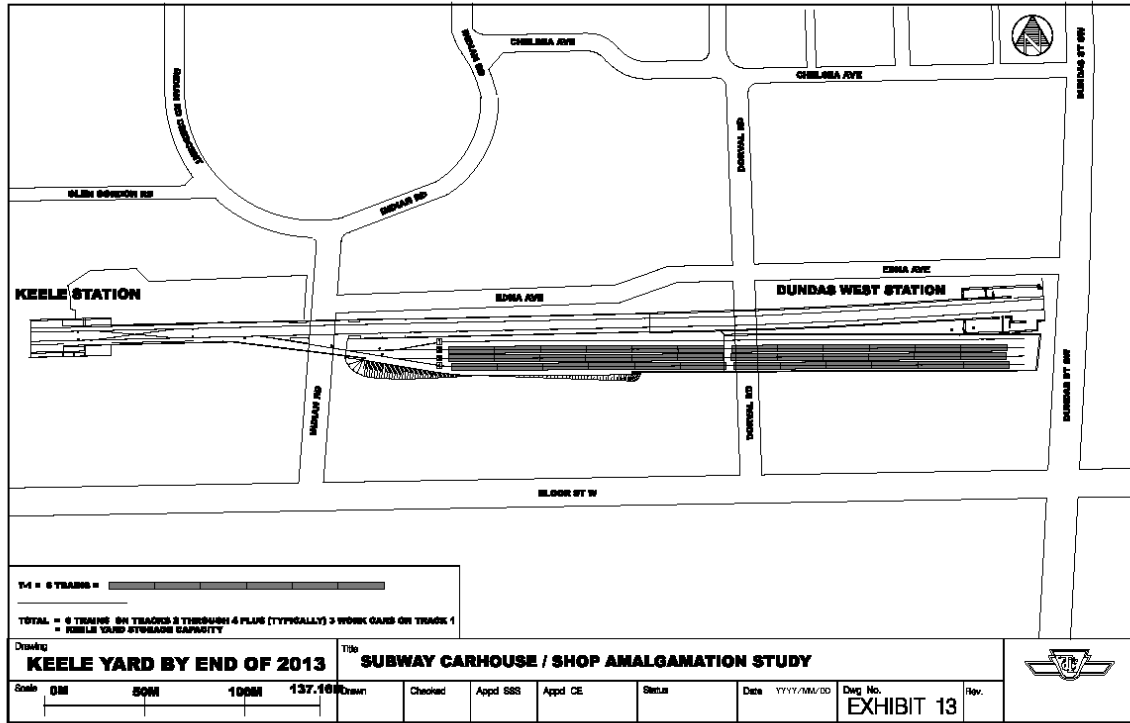 CHELSEA AVE
INDIAN RD
CHELSEA AVE
DUNDAS ST SW
N
INDIAN RD CRESCENT
DORVAL RD
GLEN GORDON RD
INDIAN RD
EDNA AVE
KEELE STATION
EDNA AVE
DUNDAS WEST STATION
INDIAN RD
DORVAL RD
DUNDAS ST SW
BLOOR ST W
T-1 = 6 TRAINS =
TOTAL = 6 TRAINS ON TRACKS 2 THROUGH 4 PLUS (TYPICALLY) 3 WORK CARS ON TRACK 1
= KEELE YARD STORAGE CAPACITY
Drawing
KEELE YARD BY END OF 2013
Title
SUBWAY CARHOUSE / SHOP AMALGAMATION STUDY
Scale 0M 50M 100M 137.16M
Drawn Checked Appd SSS Appd CE Status Date YYYY/MM/DD Dwg No. Rev.
EXHIBIT 13